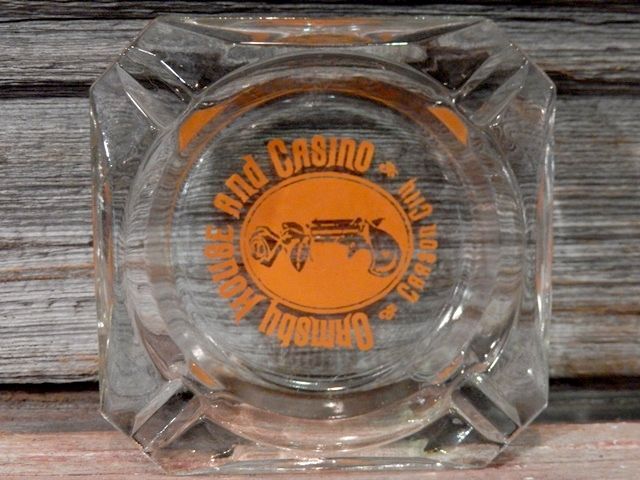 Ormsby House and Casino
Carson City